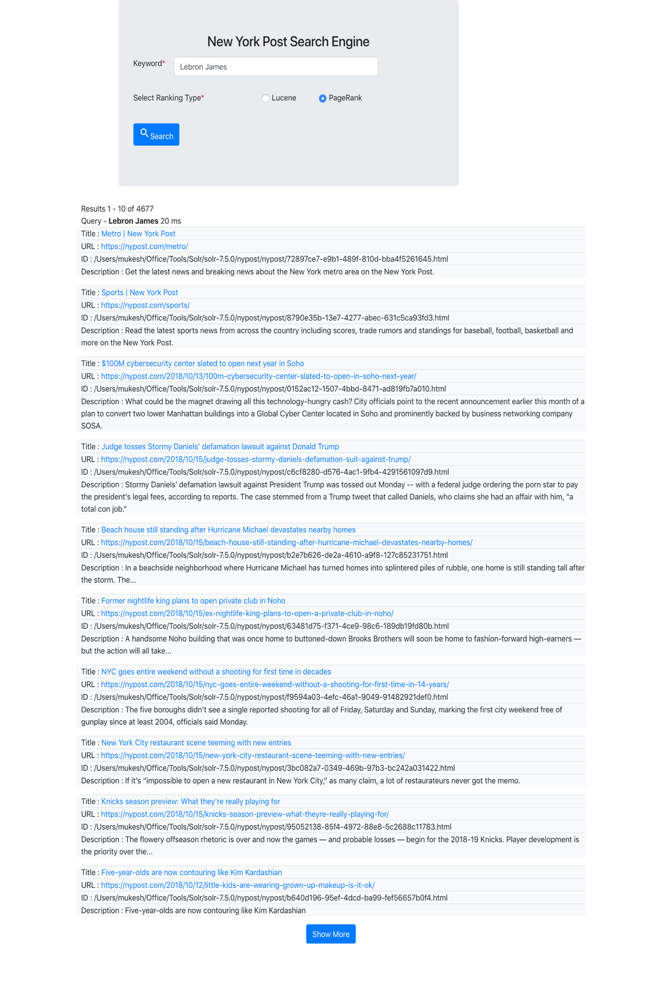 New York Post Search Engine
Keyword*
Lebron James
Select Ranking Type*
Lucene
PageRank
Search
Results 1 - 10 of 4677
Query - Lebron James 20 ms
Title : Metro | New York Post
URL : https://nypost.com/metro/
ID : /Users/mukesh/Office/Tools/Solr/solr-7.5.0/nypost/nypost/72897ce7-e9b1-489f-810d-bba4f5261645.html
Description : Get the latest news and breaking news about the New York metro area on the New York Post.
Title : Sports | New York Post
URL : https://nypost.com/sports/
ID : /Users/mukesh/Office/Tools/Solr/solr-7.5.0/nypost/nypost/8790e35b-13e7-4277-abec-631c5ca93fd3.html
Description : Read the latest sports news from across the country including scores, trade rumors and standings for baseball, football, basketball and
more on the New York Post.
Title : $100M cybersecurity center slated to open next year in Soho
URL : https://nypost.com/2018/10/13/100m-cybersecurity-center-slated-to-open-in-soho-next-year/
ID : /Users/mukesh/Office/Tools/Solr/solr-7.5.0/nypost/nypost/0152ac12-1507-4bbd-8471-ad819fb7a010.html
Description : What could be the magnet drawing all this technology-hungry cash? City officials point to the recent announcement earlier this month of a
plan to convert two lower Manhattan buildings into a Global Cyber Center located in Soho and prominently backed by business networking company
SOSA.
Title : Judge tosses Stormy Daniels’ defamation lawsuit against Donald Trump
URL : https://nypost.com/2018/10/15/judge-tosses-stormy-daniels-defamation-suit-against-trump/
ID : /Users/mukesh/Office/Tools/Solr/solr-7.5.0/nypost/nypost/c6cf8280-d576-4ac1-9fb4-4291561097d9.html
Description : Stormy Daniels' defamation lawsuit against President Trump was tossed out Monday -- with a federal judge ordering the porn star to pay
the president's legal fees, according to reports. The case stemmed from a Trump tweet that called Daniels, who claims she had an affair with him, "a
total con job."
Title : Beach house still standing after Hurricane Michael devastates nearby homes
URL : https://nypost.com/2018/10/15/beach-house-still-standing-after-hurricane-michael-devastates-nearby-homes/
ID : /Users/mukesh/Office/Tools/Solr/solr-7.5.0/nypost/nypost/b2e7b626-de2a-4610-a9f8-127c85231751.html
Description : In a beachside neighborhood where Hurricane Michael has turned homes into splintered piles of rubble, one home is still standing tall after
the storm. The...
Title : Former nightlife king plans to open private club in Noho
URL : https://nypost.com/2018/10/15/ex-nightlife-king-plans-to-open-a-private-club-in-noho/
ID : /Users/mukesh/Office/Tools/Solr/solr-7.5.0/nypost/nypost/63481d75-f371-4ce9-98c6-189db19fd80b.html
Description : A handsome Noho building that was once home to buttoned-down Brooks Brothers will soon be home to fashion-forward high-earners —
but the action will all take...
Title : NYC goes entire weekend without a shooting for first time in decades
URL : https://nypost.com/2018/10/15/nyc-goes-entire-weekend-without-a-shooting-for-first-time-in-14-years/
ID : /Users/mukesh/Office/Tools/Solr/solr-7.5.0/nypost/nypost/f9594a03-4efc-46a1-9049-91482921def0.html
Description : The five boroughs didn’t see a single reported shooting for all of Friday, Saturday and Sunday, marking the first city weekend free of
gunplay since at least 2004, officials said Monday.
Title : New York City restaurant scene teeming with new entries
URL : https://nypost.com/2018/10/15/new-york-city-restaurant-scene-teeming-with-new-entries/
ID : /Users/mukesh/Office/Tools/Solr/solr-7.5.0/nypost/nypost/3bc082a7-0349-469b-97b3-bc242a031422.html
Description : If it’s “impossible to open a new restaurant in New York City,” as many claim, a lot of restaurateurs never got the memo.
Title : Knicks season preview: What they’re really playing for
URL : https://nypost.com/2018/10/15/knicks-season-preview-what-theyre-really-playing-for/
ID : /Users/mukesh/Office/Tools/Solr/solr-7.5.0/nypost/nypost/95052138-85f4-4972-88e8-5c2688c11783.html
Description : The flowery offseason rhetoric is over and now the games — and probable losses — begin for the 2018-19 Knicks. Player development is
the priority over the...
Title : Five-year-olds are now contouring like Kim Kardashian
URL : https://nypost.com/2018/10/12/little-kids-are-wearing-grown-up-makeup-is-it-ok/
ID : /Users/mukesh/Office/Tools/Solr/solr-7.5.0/nypost/nypost/b640d196-95ef-4dcd-ba99-fef56657b0f4.html
Description : Five-year-olds are now contouring like Kim Kardashian
Show More